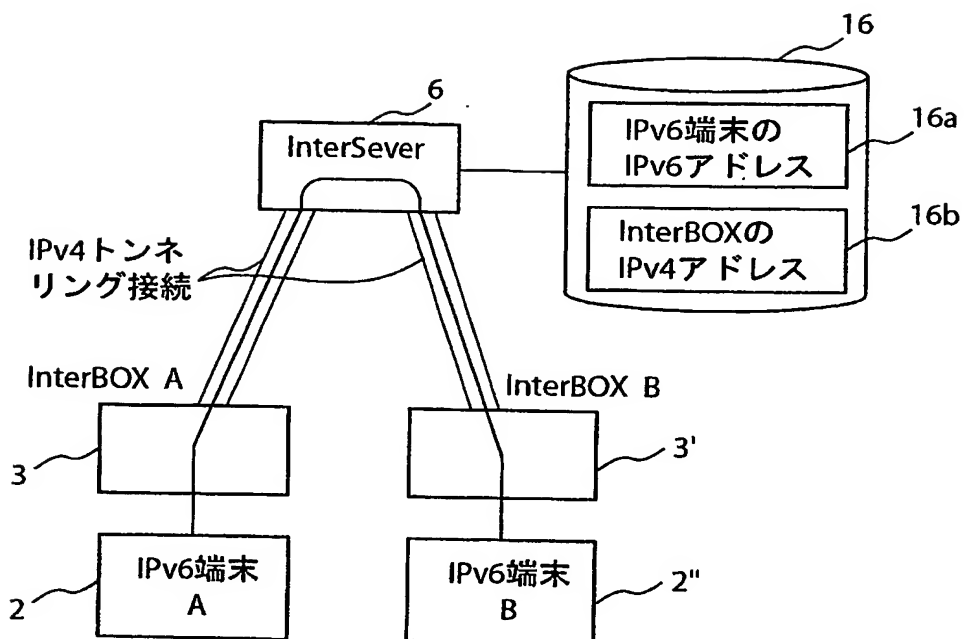 16
6
InterSever
IPv6端末の
IPv6アドレス
16a
InterBOXの
IPv4アドレス
16b
IPv4トンネ
リング接続
InterBOX A
InterBOX B
3
3'
IPv6端末
A
2
IPv6端末
B
2"